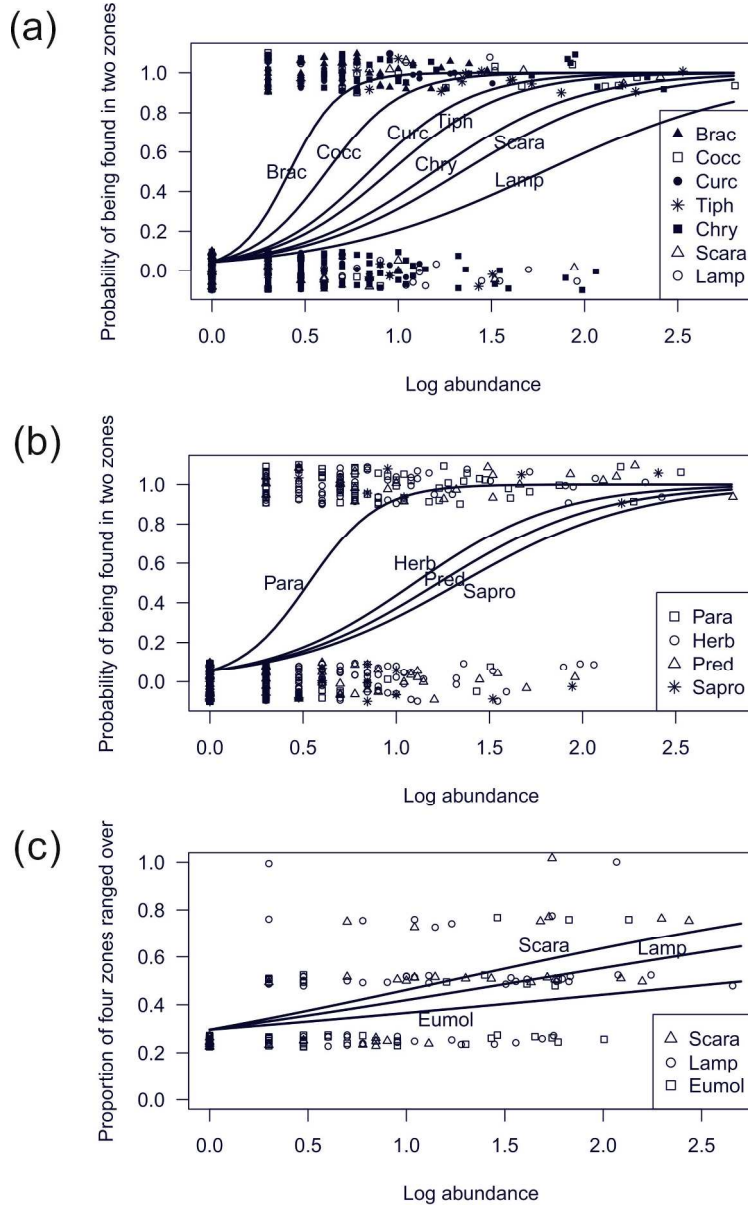 (a)
Probability of being found in two zones
1.0
0.8
0.6
0.4
0.2
0.0
Brac
Cocc
Curc
Tiph
Chry
Scara
Lamp
Brac
Cocc
Curc
Tiph
Chry
Scara
Lamp
0.0 0.5 1.0 1.5 2.0 2.5
Log abundance
(b)
Probability of being found in two zones
1.0
0.8
0.6
0.4
0.2
0.0
Para
Herb
Pred
Sapro
Para
Herb
Pred
Sapro
0.0 0.5 1.0 1.5 2.0 2.5
Log abundance
(c)
Proportion of four zones ranged over
1.0
0.8
0.6
0.4
0.2
0.0
Scara
Lamp
Eumol
Scara
Lamp
Eumol
0.0 0.5 1.0 1.5 2.0 2.5
Log abundance